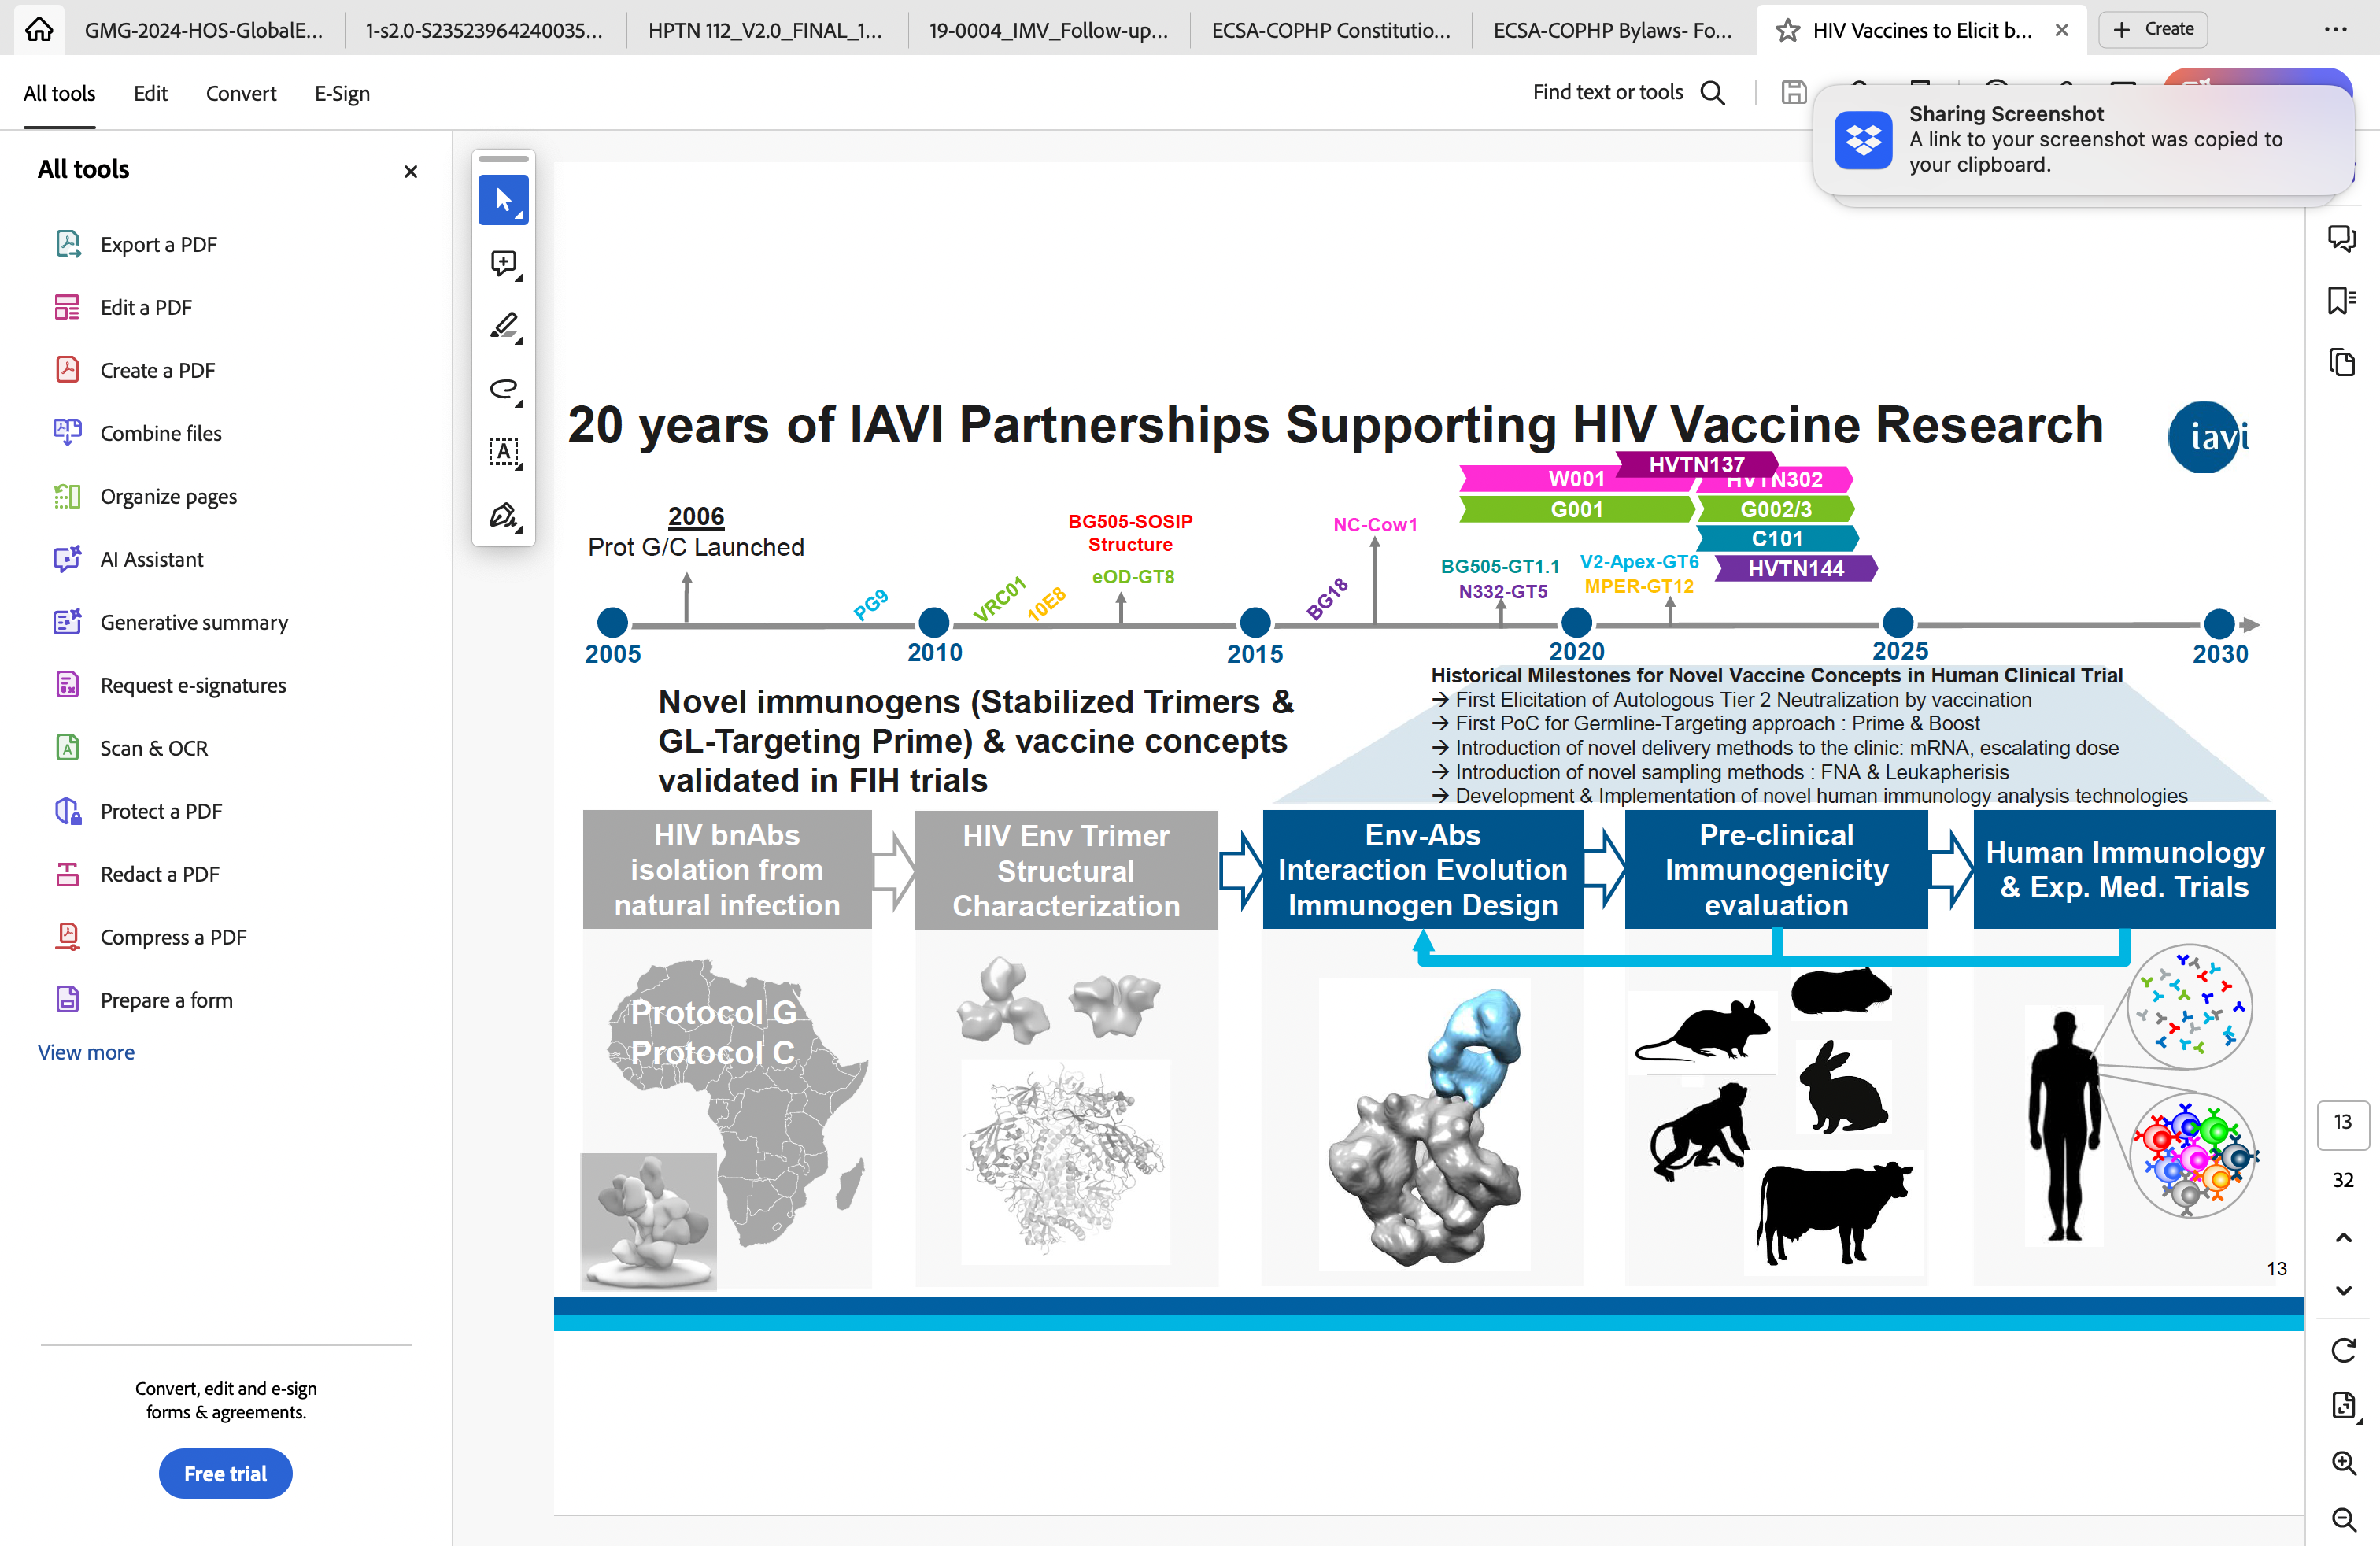 GMG-2024-HOS-GlobalE...
1-s2.0-S23523964240035...
HPTN 112_V2.0_FINAL_1...
19-0004_IMV_Follow-up...
ECSA-COPHP Constitutio...
ECSA-COPHP Bylaws- Fo...
HIV Vaccines to Elicit b...
Create
All tools
Edit
Convert
E-Sign
Find text or tools
Sharing Screenshot
A link to your screenshot was copied to
your clipboard.
All tools
Export a PDF
Edit a PDF
Create a PDF
Combine files
Organize pages
AI Assistant
Generative summary
Request e-signatures
Scan & OCR
Protect a PDF
Redact a PDF
Compress a PDF
Prepare a form
View more
Convert, edit and e-sign
forms & agreements.
Free trial
20 years of IAVI Partnerships Supporting HIV Vaccine Research
iavi
HVTN137
W001
HVTN302
G001
G002/3
C101
HVTN144
2006
Prot G/C Launched
PG9
VRC01
10E8
BG505-SOSIP
Structure
eOD-GT8
BG18
NC-Cow1
BG505-GT1.1
N332-GT5
V2-Apex-GT6
MPER-GT12
2005
2010
2015
2020
2025
2030
Novel immunogens (Stabilized Trimers &
GL-Targeting Prime) & vaccine concepts
validated in FIH trials
Historical Milestones for Novel Vaccine Concepts in Human Clinical Trial
→ First Elicitation of Autologous Tier 2 Neutralization by vaccination
→ First PoC for Germline-Targeting approach : Prime & Boost
→ Introduction of novel delivery methods to the clinic: mRNA, escalating dose
→ Introduction of novel sampling methods : FNA & Leukapherisis
→ Development & Implementation of novel human immunology analysis technologies
HIV bnAbs
isolation from
natural infection
HIV Env Trimer
Structural
Characterization
Env-Abs
Interaction Evolution
Immunogen Design
Pre-clinical
Immunogenicity
evaluation
Human Immunology
& Exp. Med. Trials
Protocol G
Protocol C
13
13
32